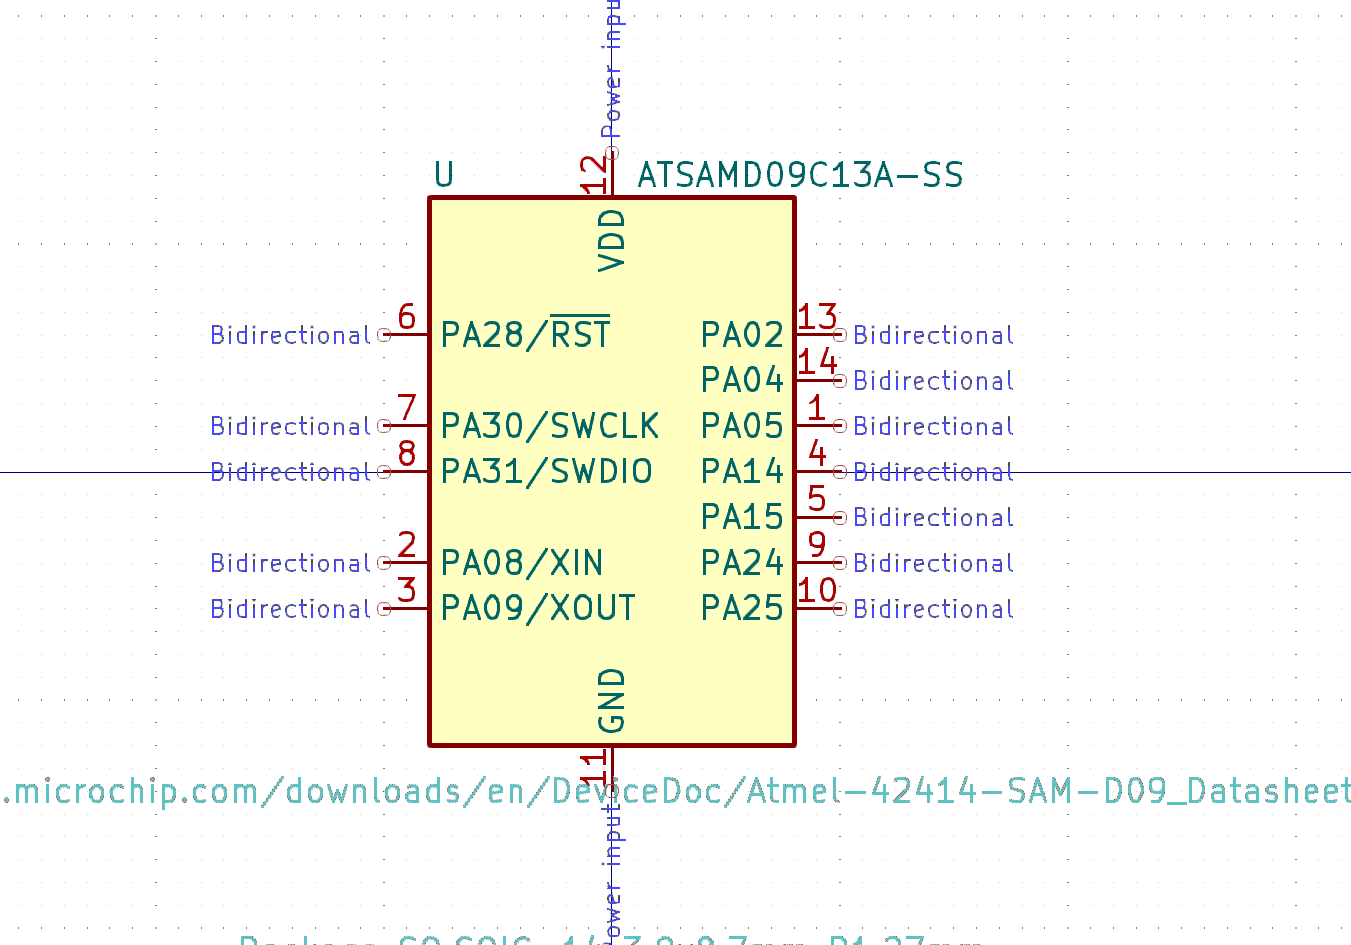 Power input
U
12
ATSAMD09C13A-SS
VDD
Bidirectional 6 PA28/RST PA02 13 Bidirectional
PA04 14 Bidirectional
Bidirectional 7 PA30/SWCLK PA05 1 Bidirectional
Bidirectional 8 PA31/SWDIO PA14 4 Bidirectional
PA15 5 Bidirectional
Bidirectional 2 PA08/XIN PA24 9 Bidirectional
Bidirectional 3 PA09/XOUT PA25 10 Bidirectional
GND
11
.microchip.com/downloads/en/DeviceDoc/Atmel-42414-SAM-D09_Datasheet
ower input